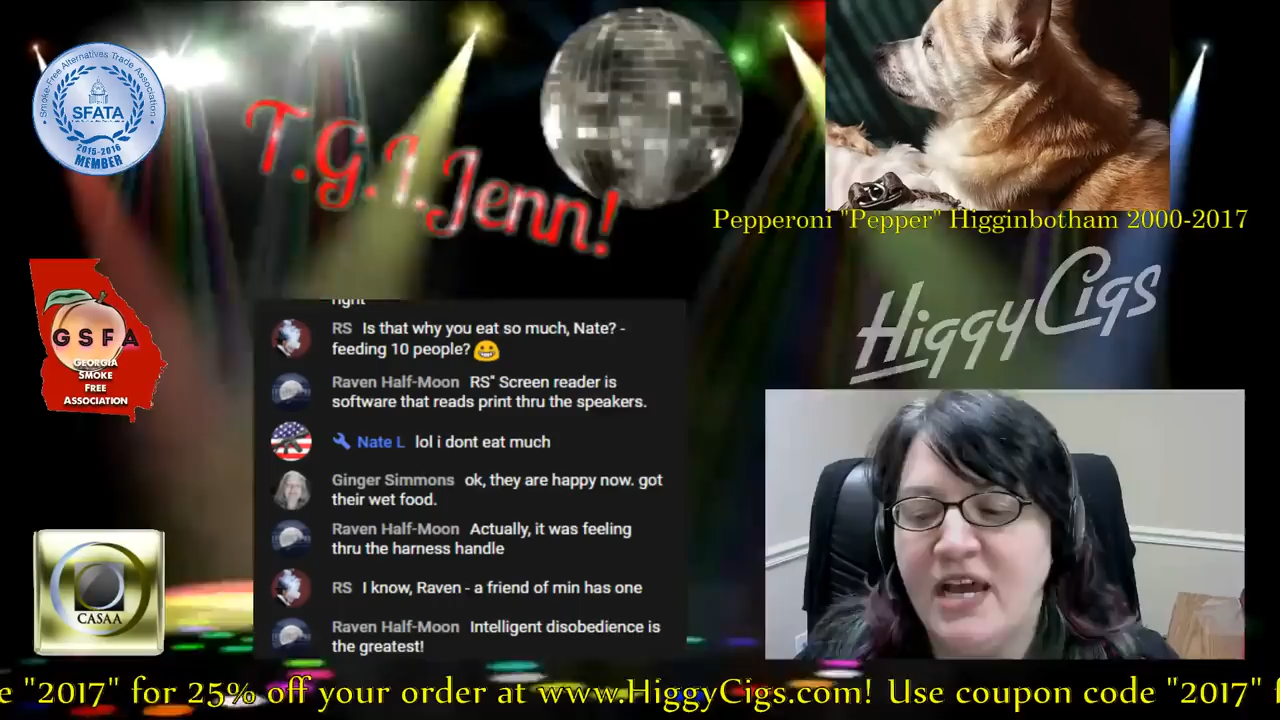 Smoke-Free Alternatives Trade Association
SFATA
2015-2016
MEMBER
T.G.I.Jenn!
Pepperoni "Pepper" Higginbotham 2000-2017
HiggyCigs
GSFA
GEORGIA
SMOKE
FREE
ASSOCIATION
CASAA
right
RS Is that why you eat so much, Nate? -
feeding 10 people? 😀
Raven Half-Moon RS" Screen reader is
software that reads print thru the speakers.
Nate L lol i dont eat much
Ginger Simmons ok, they are happy now. got
their wet food.
Raven Half-Moon Actually, it was feeling
thru the harness handle
RS I know, Raven - a friend of min has one
Raven Half-Moon Intelligent disobedience is
the greatest!
e "2017" for 25% off your order at www.HiggyCigs.com! Use coupon code "2017" f